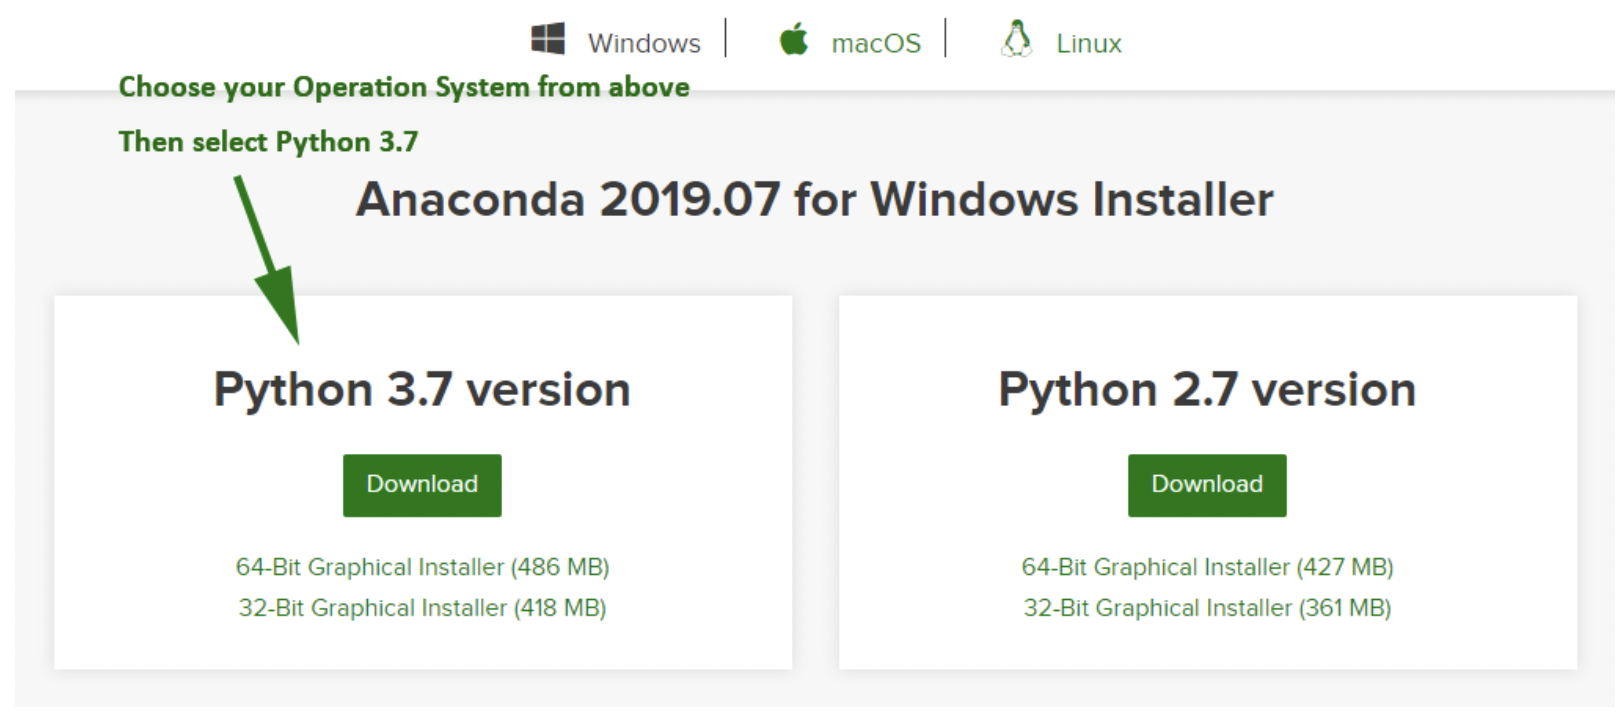 Windows | macOS | Linux
Choose your Operation System from above
Then select Python 3.7
Anaconda 2019.07 for Windows Installer
Python 3.7 version
Download
64-Bit Graphical Installer (486 MB)
32-Bit Graphical Installer (418 MB)
Python 2.7 version
Download
64-Bit Graphical Installer (427 MB)
32-Bit Graphical Installer (361 MB)